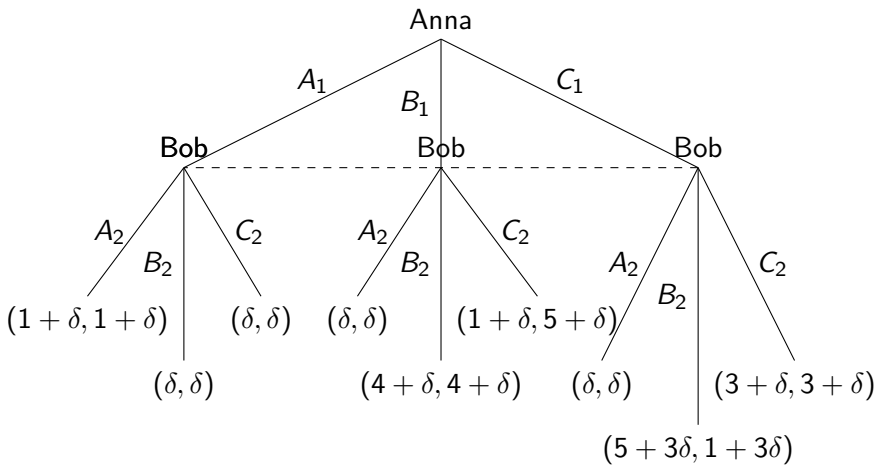 Anna
A₁ B₁ C₁
Bob Bob Bob
A₂ B₂ C₂ A₂ B₂ C₂ A₂ B₂ C₂
(1 + δ, 1 + δ) (δ, δ) (δ, δ) (1 + δ, 5 + δ)
(δ, δ) (4 + δ, 4 + δ) (δ, δ) (3 + δ, 3 + δ)
(5 + 3δ, 1 + 3δ)